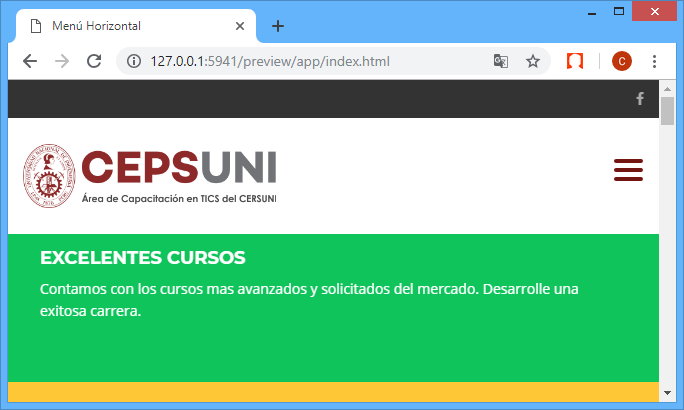 Menú Horizontal
127.0.0.1:5941/preview/app/index.html
C
CEPSUNI
Área de Capacitación en TICS del CERSUNI
EXCELENTES CURSOS
Contamos con los cursos mas avanzados y solicitados del mercado. Desarrolle una
exitosa carrera.